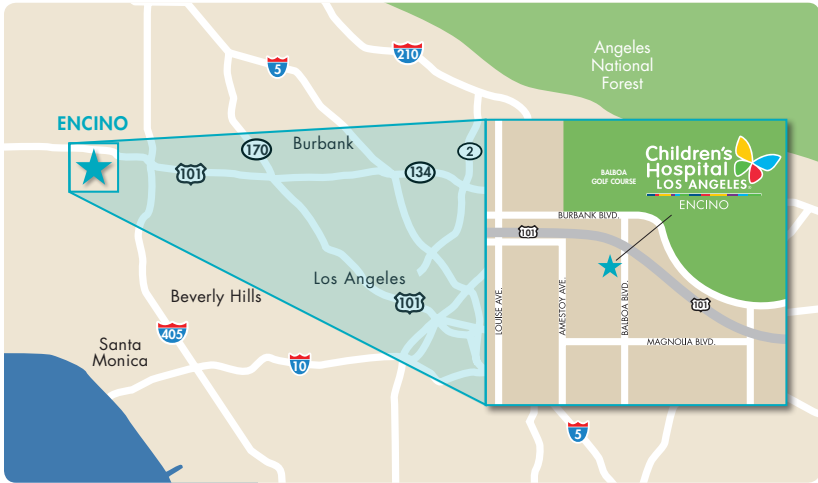 Angeles
National
Forest
210
5
ENCINO
Burbank
170
2
101
134
Children's
Hospital
LOS ANGELES®
ENCINO
BALBOA
GOLF COURSE
BURBANK BLVD.
101
LOUISE AVE.
AMESTOY AVE.
BALBOA BLVD.
101
MAGNOLIA BLVD.
Los Angeles
101
Beverly Hills
405
Santa
Monica
10
5